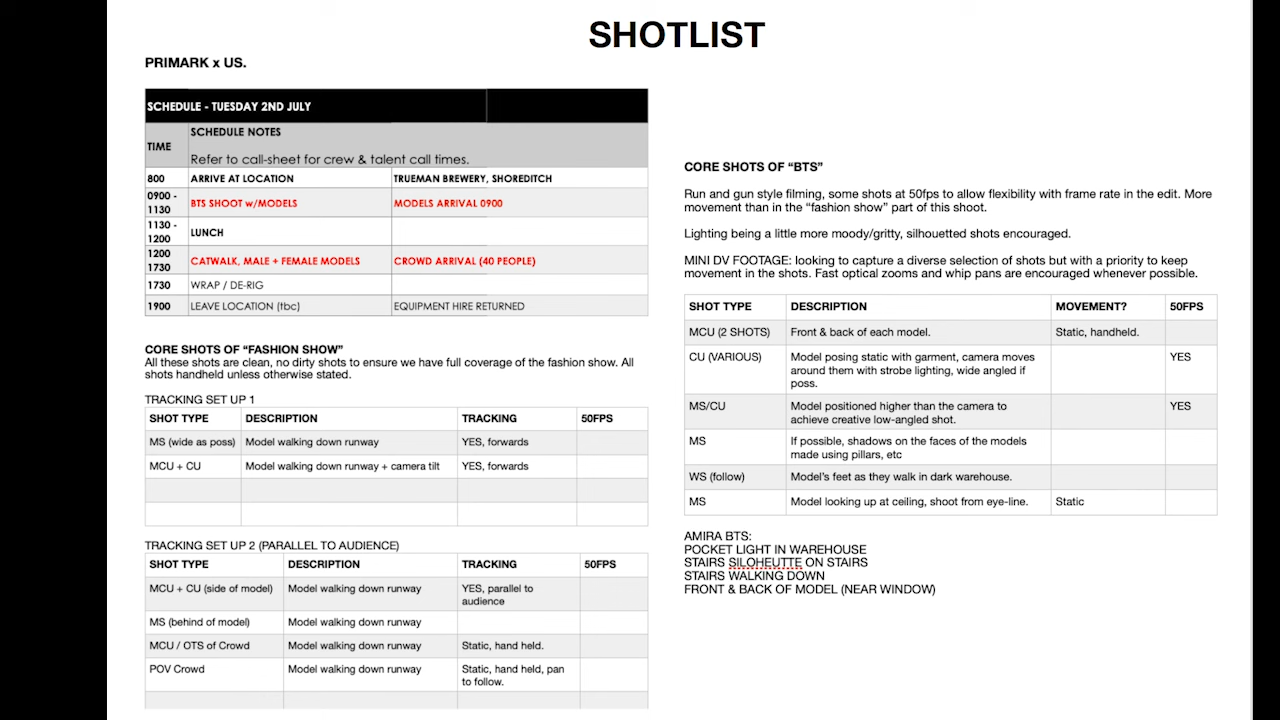 SHOTLIST
PRIMARK x US.
SCHEDULE - TUESDAY 2ND JULY
TIME
SCHEDULE NOTES
Refer to call-sheet for crew & talent call times.
800 ARRIVE AT LOCATION TRUEMAN BREWERY, SHOREDITCH
0900 -
1130
BTS SHOOT w/MODELS MODELS ARRIVAL 0900
1130 -
1200
LUNCH
1200
1730
CATWALK, MALE + FEMALE MODELS CROWD ARRIVAL (40 PEOPLE)
1730 WRAP / DE-RIG
1900 LEAVE LOCATION (tbc) EQUIPMENT HIRE RETURNED
CORE SHOTS OF “FASHION SHOW”
All these shots are clean, no dirty shots to ensure we have full coverage of the fashion show. All
shots handheld unless otherwise stated.
TRACKING SET UP 1
SHOT TYPE DESCRIPTION TRACKING 50FPS
MS (wide as poss) Model walking down runway YES, forwards
MCU + CU Model walking down runway + camera tilt YES, forwards
TRACKING SET UP 2 (PARALLEL TO AUDIENCE)
SHOT TYPE DESCRIPTION TRACKING 50FPS
MCU + CU (side of model) Model walking down runway YES, parallel to
audience
MS (behind of model) Model walking down runway
MCU / OTS of Crowd Model walking down runway Static, hand held.
POV Crowd Model walking down runway Static, hand held, pan
to follow.
CORE SHOTS OF “BTS”
Run and gun style filming, some shots at 50fps to allow flexibility with frame rate in the edit. More
movement than in the “fashion show” part of this shoot.
Lighting being a little more moody/gritty, silhouetted shots encouraged.
MINI DV FOOTAGE: looking to capture a diverse selection of shots but with a priority to keep
movement in the shots. Fast optical zooms and whip pans are encouraged whenever possible.
SHOT TYPE DESCRIPTION MOVEMENT? 50FPS
MCU (2 SHOTS) Front & back of each model. Static, handheld.
CU (VARIOUS) Model posing static with garment, camera moves YES
around them with strobe lighting, wide angled if
poss.
MS/CU Model positioned higher than the camera to YES
achieve creative low-angled shot.
MS If possible, shadows on the faces of the models
made using pillars, etc
WS (follow) Model’s feet as they walk in dark warehouse.
MS Model looking up at ceiling, shoot from eye-line. Static
AMIRA BTS:
POCKET LIGHT IN WAREHOUSE
STAIRS SILOHEUTTE ON STAIRS
STAIRS WALKING DOWN
FRONT & BACK OF MODEL (NEAR WINDOW)